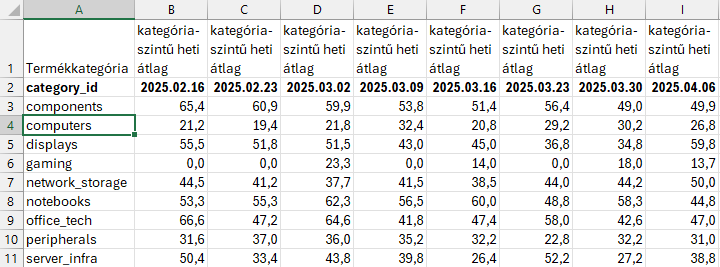 A B C D E F G H I
1 Termékkategória kategória-szintű heti átlag kategória-szintű heti átlag kategória-szintű heti átlag kategória-szintű heti átlag kategória-szintű heti átlag kategória-szintű heti átlag kategória-szintű heti átlag kategória-szintű heti átlag
2 category_id 2025.02.16 2025.02.23 2025.03.02 2025.03.09 2025.03.16 2025.03.23 2025.03.30 2025.04.06
3 components 65,4 60,9 59,9 53,8 51,4 56,4 49,0 49,9
4 computers 21,2 19,4 21,8 32,4 20,8 29,2 30,2 26,8
5 displays 55,5 51,8 51,5 43,0 45,0 36,8 34,8 59,8
6 gaming 0,0 0,0 23,3 0,0 14,0 0,0 18,0 13,7
7 network_storage 44,5 41,2 37,7 41,5 38,5 44,0 44,2 50,0
8 notebooks 53,3 55,3 62,3 56,5 60,0 48,8 58,3 44,8
9 office_tech 66,6 47,2 64,6 41,8 47,4 58,0 42,6 47,0
10 peripherals 31,6 37,0 36,0 35,2 32,2 22,8 32,2 31,0
11 server_infra 50,4 33,4 43,8 39,8 26,4 52,2 27,2 38,8